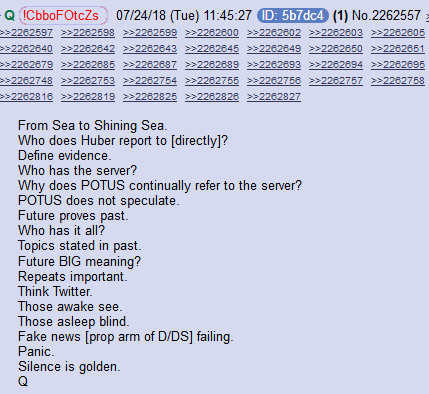 Q !CbboFOtcZs 07/24/18 (Tue) 11:45:27 ID: 5b7dc4 (1) No.2262557
>>2262597 >>2262598 >>2262599 >>2262600 >>2262602 >>2262603 >>2262605
>>2262640 >>2262642 >>2262643 >>2262645 >>2262649 >>2262650 >>2262651
>>2262679 >>2262685 >>2262687 >>2262689 >>2262693 >>2262694 >>2262695
>>2262748 >>2262753 >>2262754 >>2262755 >>2262756 >>2262757 >>2262758
>>2262816 >>2262819 >>2262825 >>2262826 >>2262827
From Sea to Shining Sea.
Who does Huber report to [directly]?
Define evidence.
Who has the server?
Why does POTUS continually refer to the server?
POTUS does not speculate.
Future proves past.
Who has it all?
Topics stated in past.
Future BIG meaning?
Repeats important.
Think Twitter.
Those awake see.
Those asleep blind.
Fake news [prop arm of D/DS] failing.
Panic.
Silence is golden.
Q